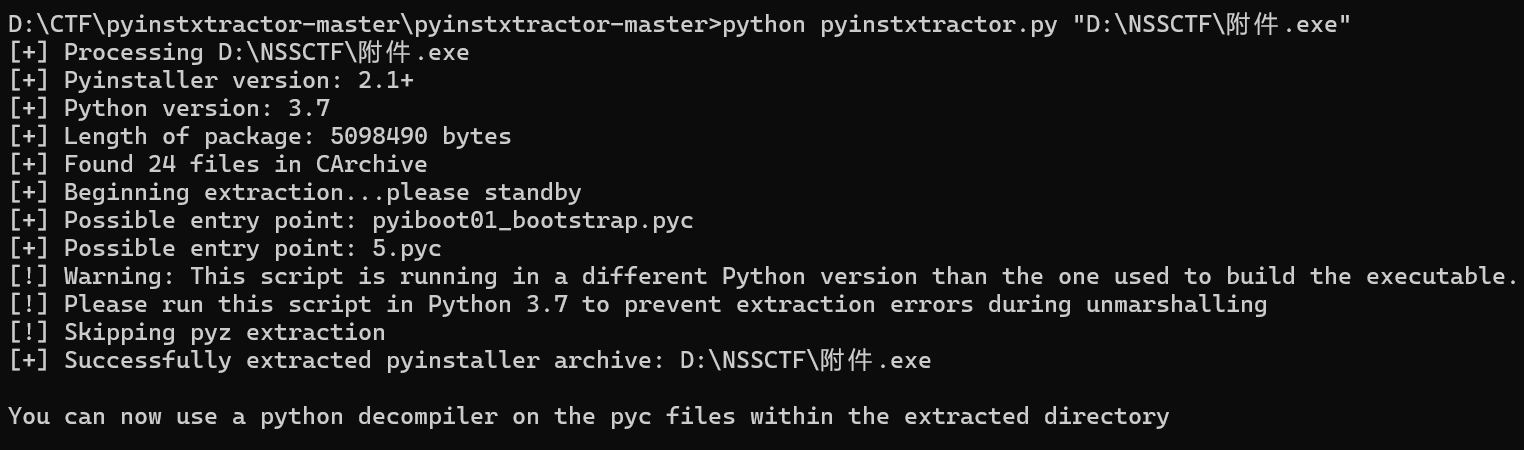 D:\CTF\pyinstxtractor-master\pyinstxtractor-master>python pyinstxtractor.py "D:\NSSCTF\附件.exe"
[+] Processing D:\NSSCTF\附件.exe
[+] Pyinstaller version: 2.1+
[+] Python version: 3.7
[+] Length of package: 5098490 bytes
[+] Found 24 files in CArchive
[+] Beginning extraction...please standby
[+] Possible entry point: pyiboot01_bootstrap.pyc
[+] Possible entry point: 5.pyc
[!] Warning: This script is running in a different Python version than the one used to build the executable.
[!] Please run this script in Python 3.7 to prevent extraction errors during unmarshalling
[!] Skipping pyz extraction
[+] Successfully extracted pyinstaller archive: D:\NSSCTF\附件.exe
You can now use a python decompiler on the pyc files within the extracted directory